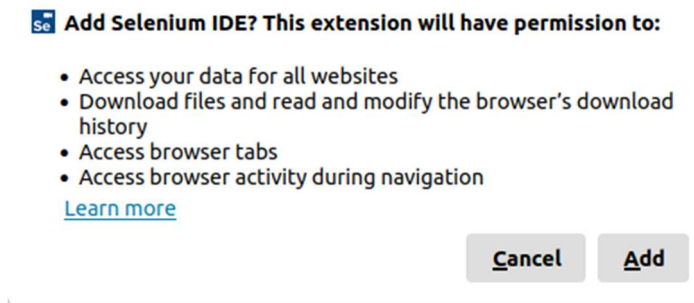 Se Add Selenium IDE? This extension will have permission to:
• Access your data for all websites
• Download files and read and modify the browser's download
history
• Access browser tabs
• Access browser activity during navigation
Learn more
Cancel Add